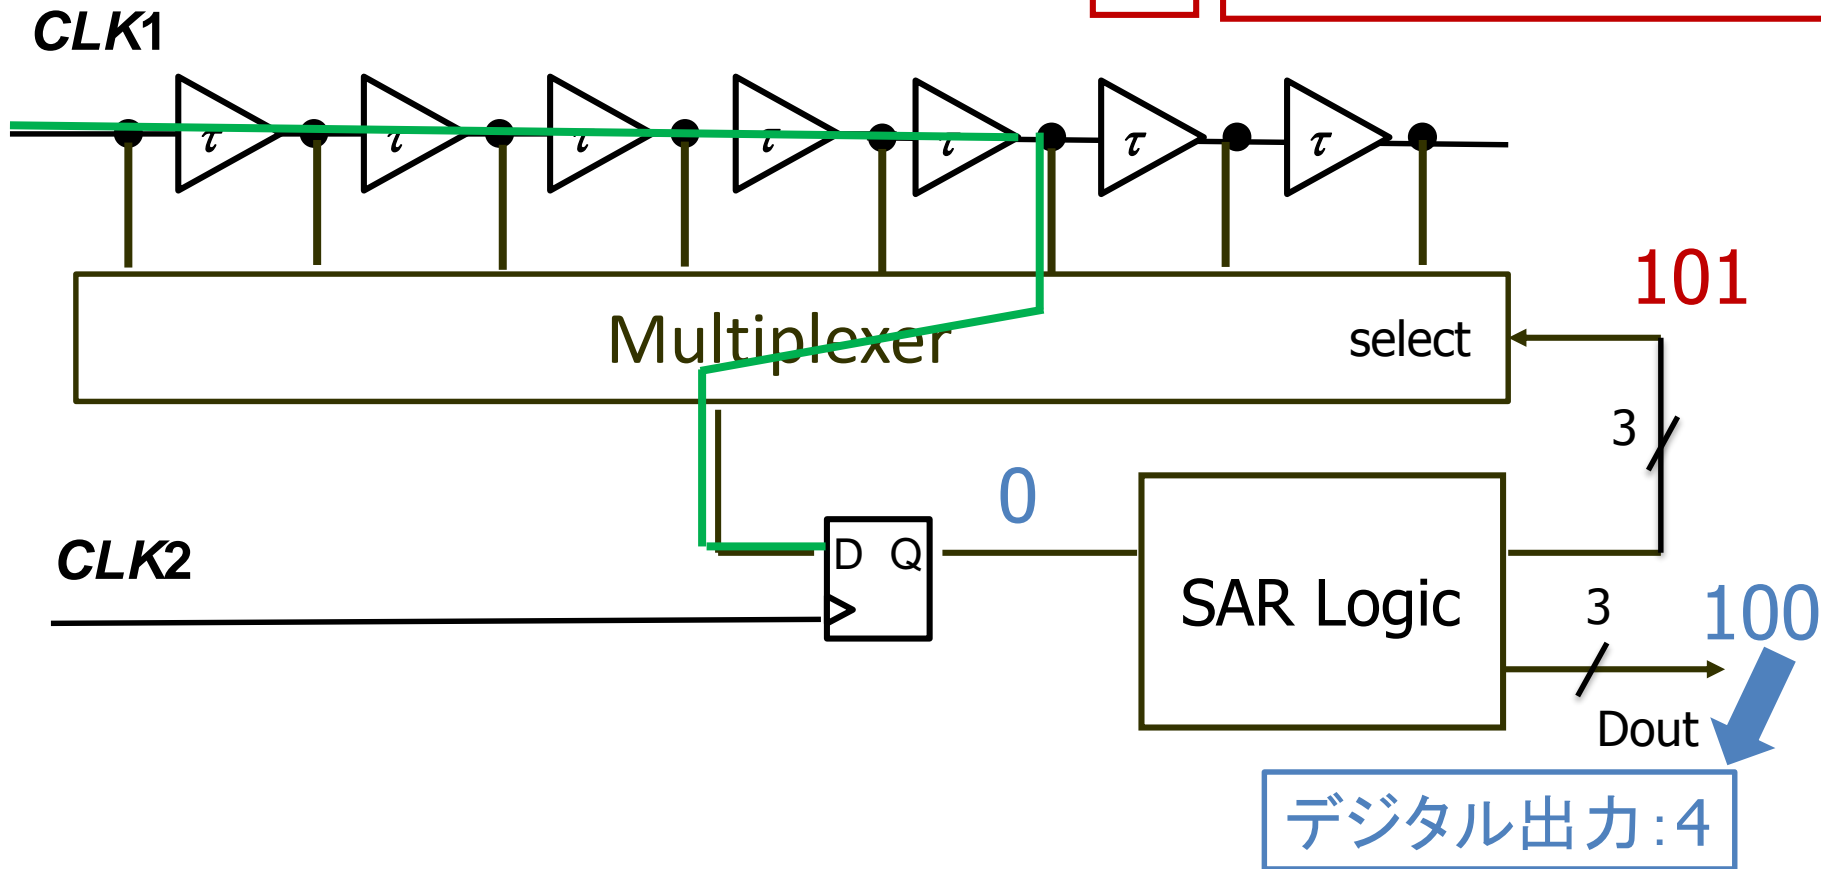 CLK1
τ τ τ τ τ τ τ
101
Multiplexer select
3
0
CLK2
D Q
SAR Logic
3
100
Dout
デジタル出力:4